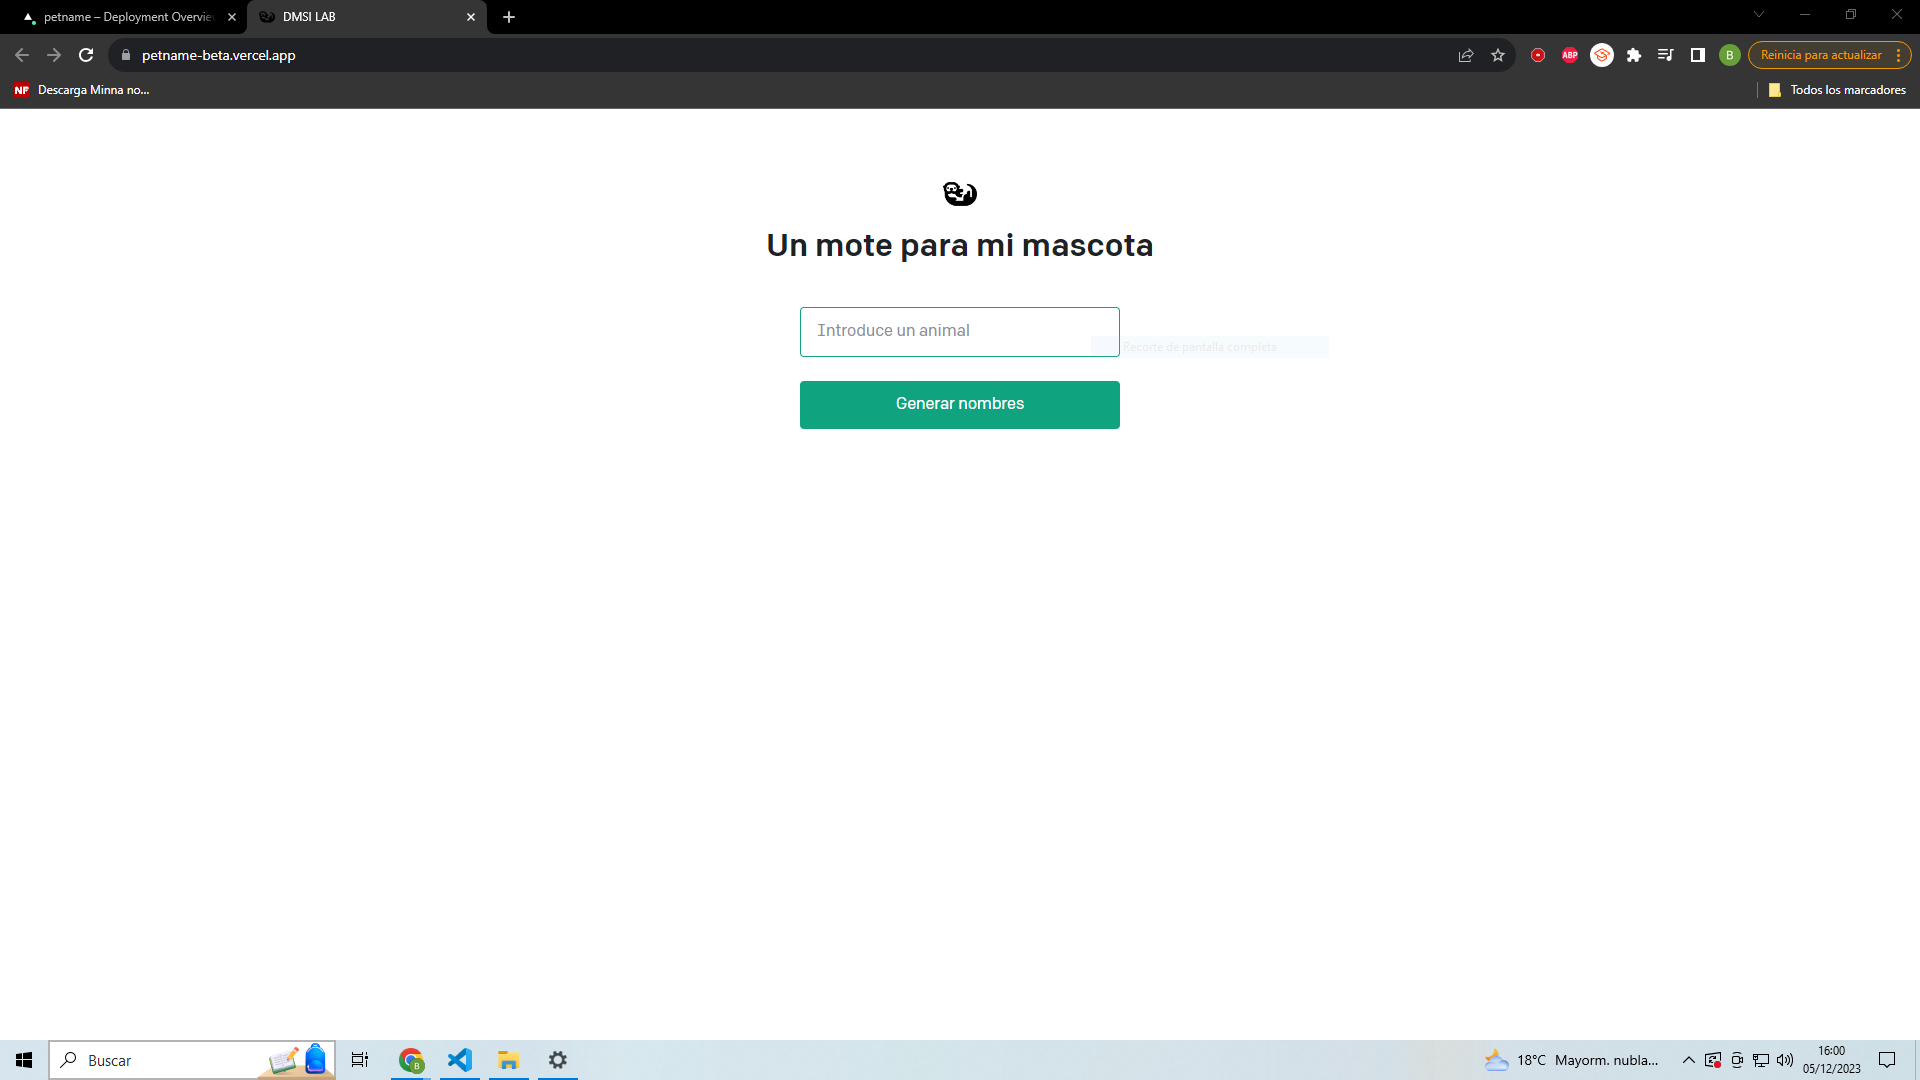 petname – Deployment Overvie
DMSI LAB
petname-beta.vercel.app
ABP
B
Reinicia para actualizar
NF
Descarga Minna no...
Todos los marcadores
Un mote para mi mascota
Introduce un animal
Recorte de pantalla completa
Generar nombres
Buscar
B
18°C Mayorm. nubla...
16:00
05/12/2023